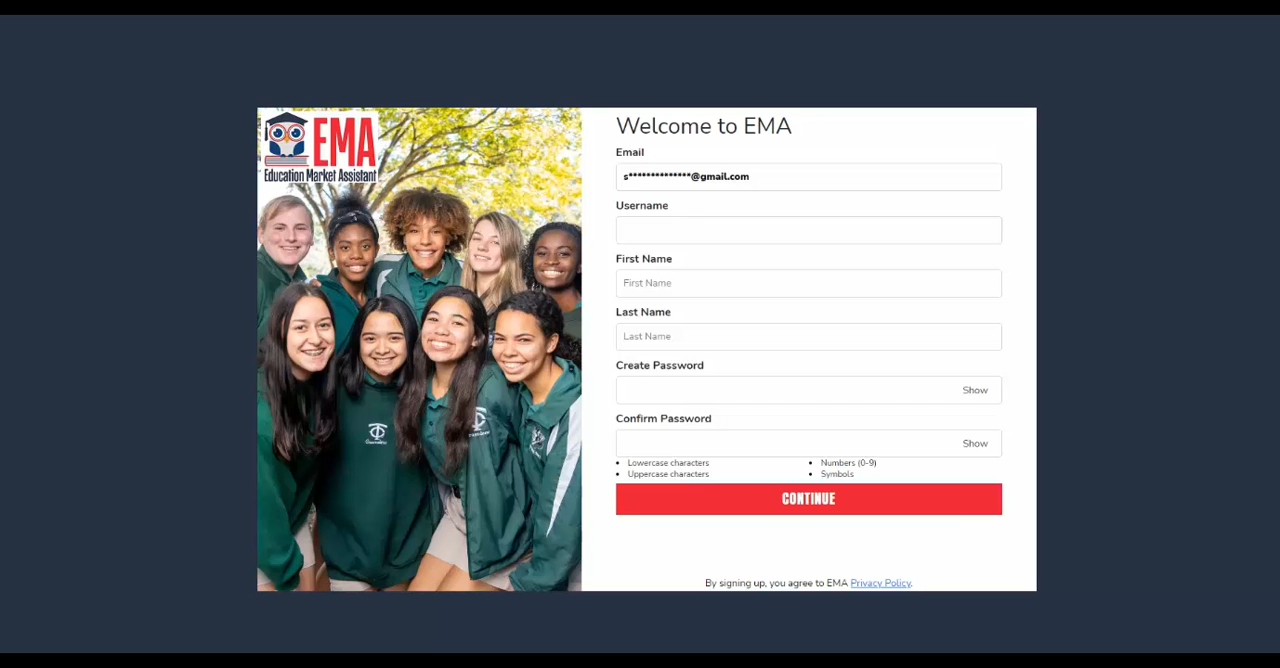 EMA
Education Market Assistant
Welcome to EMA
Email
s**************@gmail.com
Username
First Name
First Name
Last Name
Last Name
Create Password
Show
Confirm Password
Show
Lowercase characters
Numbers (0-9)
Uppercase characters
Symbols
CONTINUE
By signing up, you agree to EMA Privacy Policy.